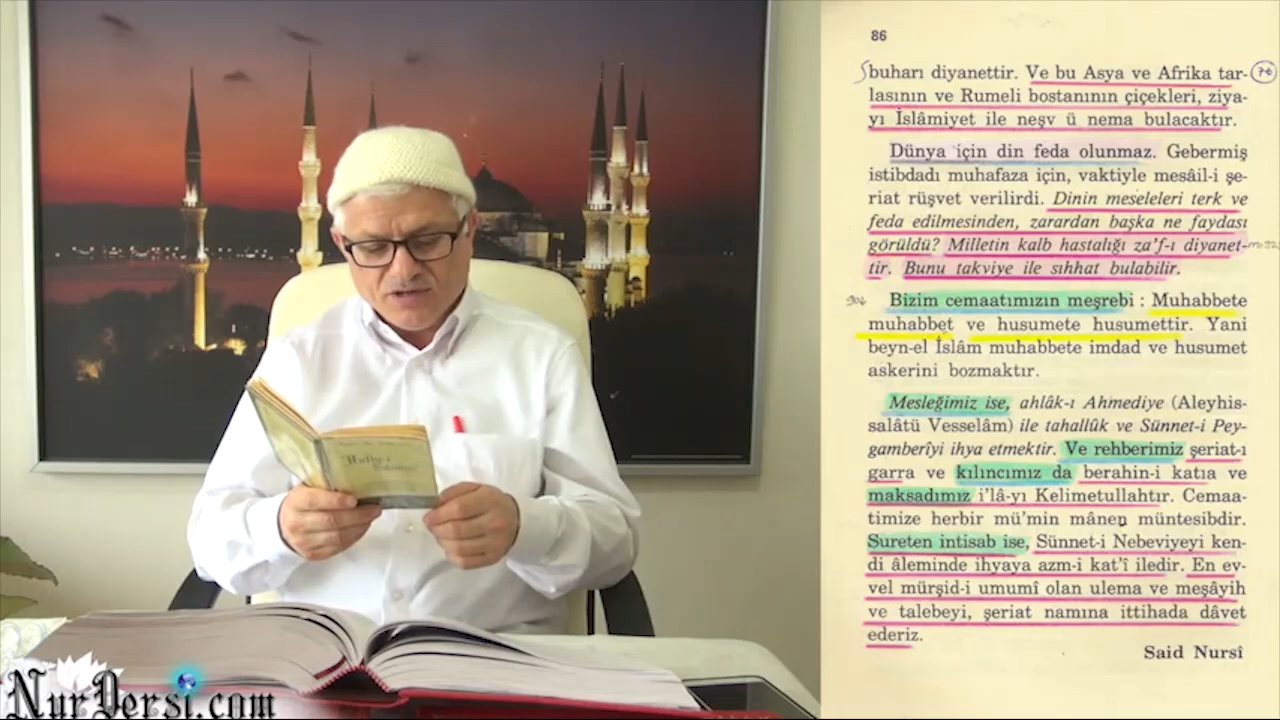 86
buharı diyanettir. Ve bu Asya ve Afrika tar-
lasının ve Rumeli bostanının çiçekleri, ziya-
yı İslâmiyet ile neşv ü nema bulacaktır.
Dünya için din feda olunmaz. Gebermiş
istibdadı muhafaza için, vaktiyle mesâil-i şe-
riat rüşvet verilirdi. Dinin meseleleri terk ve
feda edilmesinden, zarardan başka ne faydası
görüldü? Milletin kalb hastalığı za'f-ı diyanet-
tir. Bunu takviye ile sıhhat bulabilir.
Bizim cemaatımızın meşrebi : Muhabbete
muhabbet ve husumete husumettir. Yani
beyn-el İslâm muhabbete imdad ve husumet
askerini bozmaktır.
Mesleğimiz ise, ahlâk-ı Ahmediye (Aleyhis-
salâtü Vesselâm) ile tahallûk ve Sünnet-i Pey-
gamberîyi ihya etmektir. Ve rehberimiz şeriat-ı
garra ve kılıncımız da berahin-i katıa ve
maksadımız i'lâ-yı Kelimetullahtır. Cemaa-
timize herbir mü'min mânen müntesibdir.
Sureten intisab ise, Sünnet-i Nebeviyeyi ken-
di âleminde ihyaya azm-i kat'î iledir. En ev-
vel mürşid-i umumî olan ulema ve meşâyih
ve talebeyi, şeriat namına ittihada dâvet
ederiz.
Said Nursî
NurDersi.com